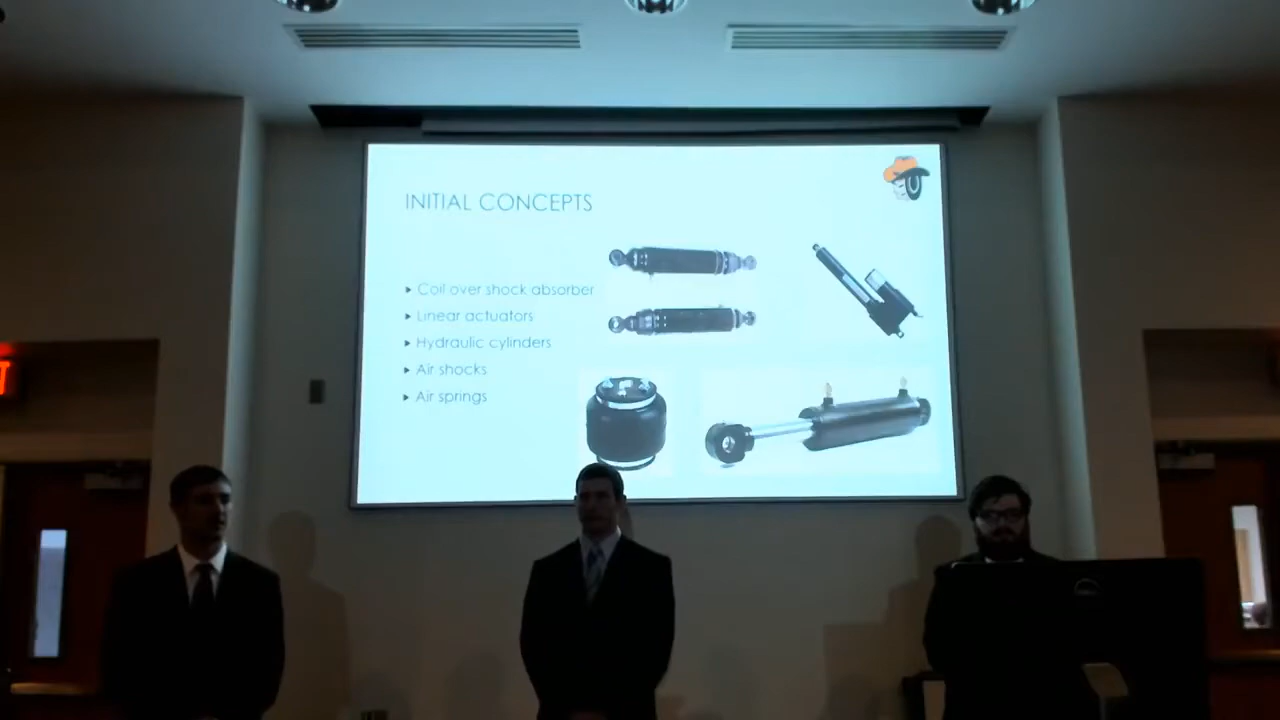 INITIAL CONCEPTS
Coil over shock absorber
Linear actuators
Hydraulic cylinders
Air shocks
Air springs